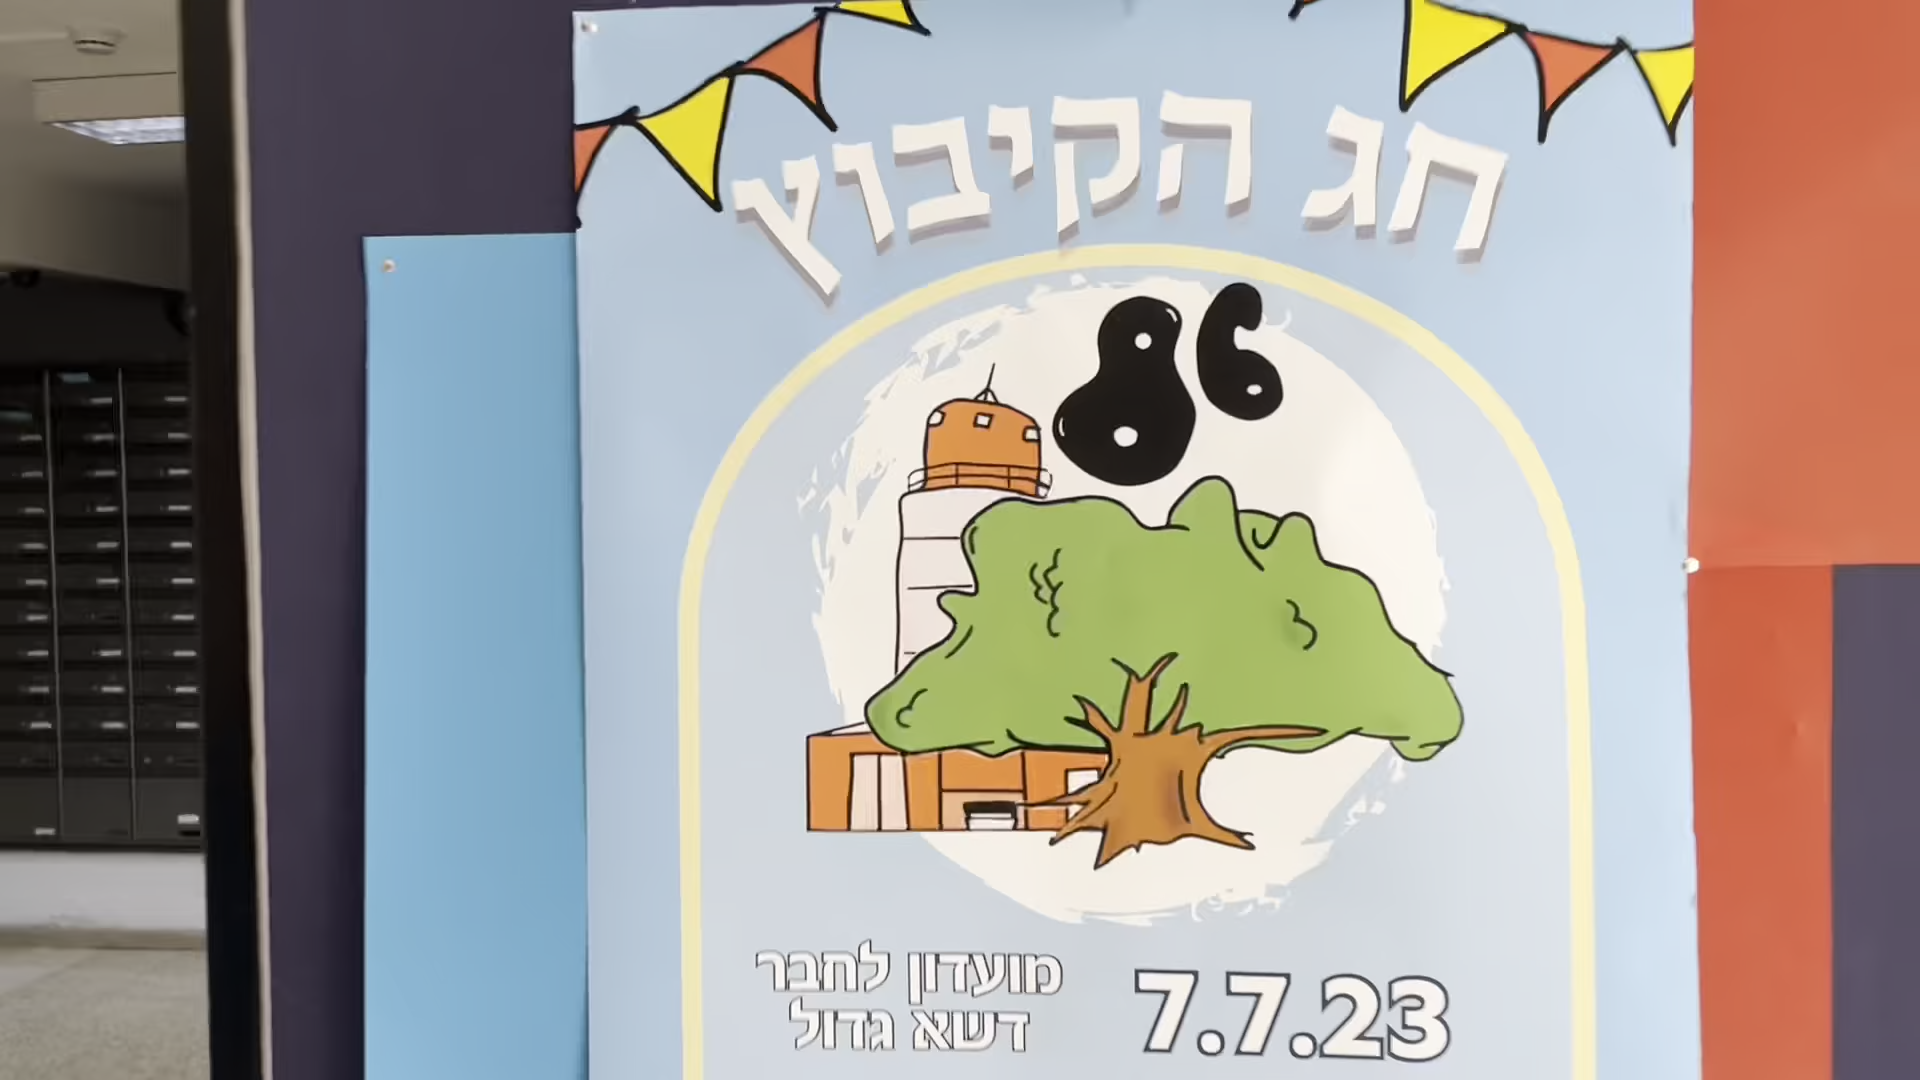 חג הקיבוץ
86
מועדון לחבר
דשא גדול
7.7.23